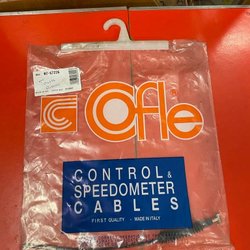 Cofle
CONTROL &
SPEEDOMETER
CABLES
FIRST QUALITY - MADE IN ITALY